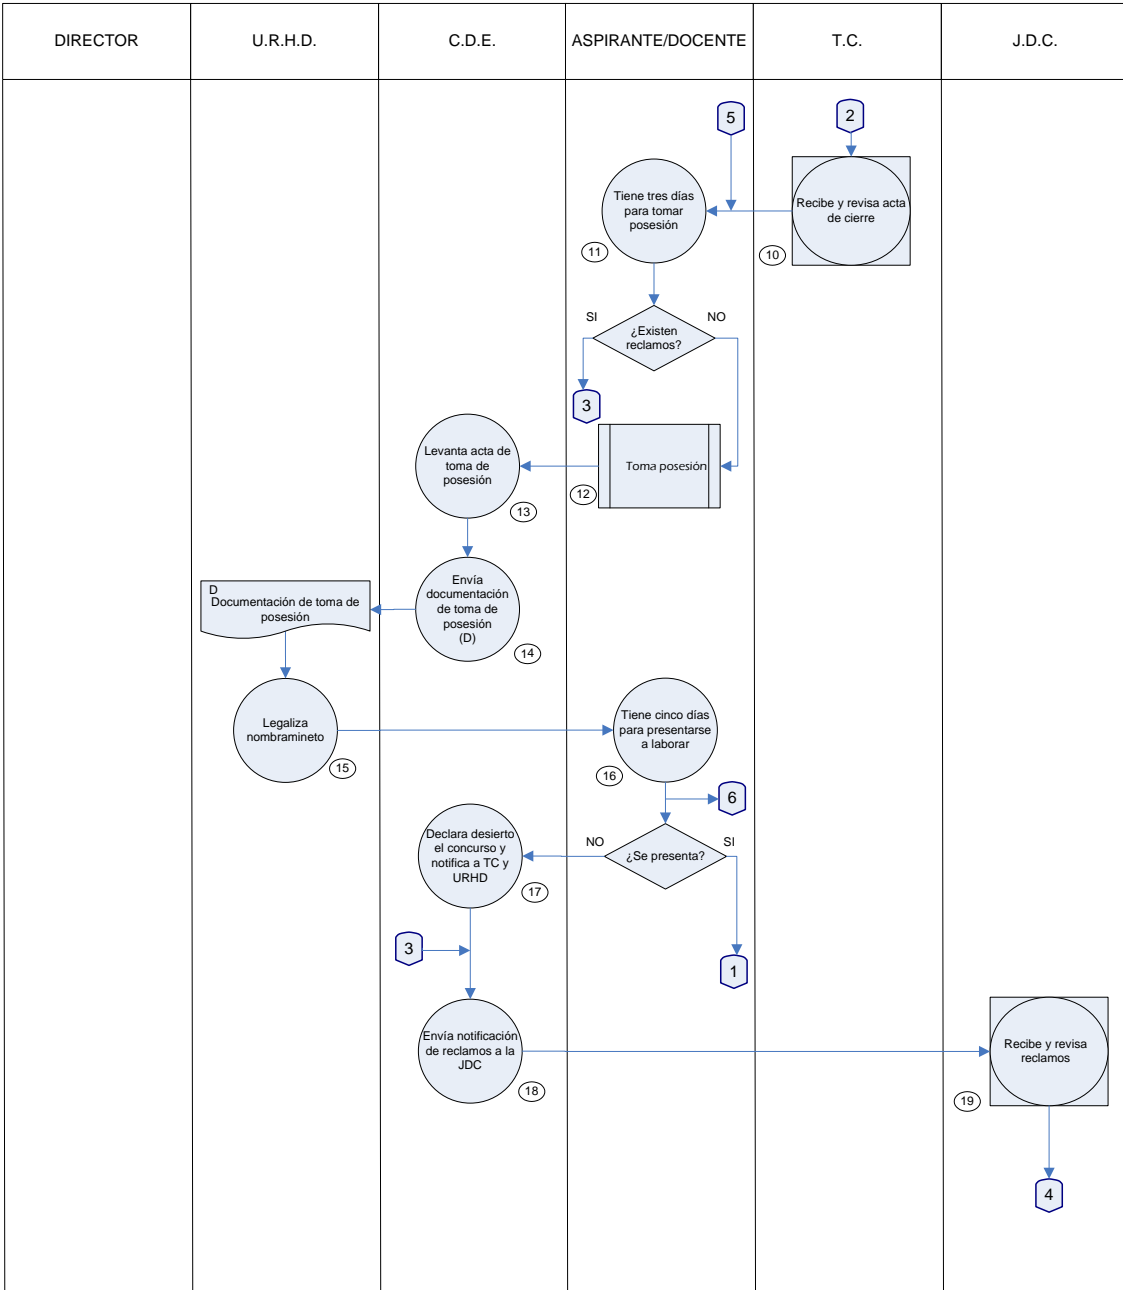 DIRECTOR
U.R.H.D.
C.D.E.
ASPIRANTE/DOCENTE
T.C.
J.D.C.
5
2
Tiene tres días
para tomar
posesión
11
Recibe y revisa acta
de cierre
10
SI
¿Existen
reclamos?
NO
3
Levanta acta de
toma de
posesión
13
Toma posesión
12
D
Documentación de toma de
posesión
Envía
documentación
de toma de
posesión
(D)
14
Legaliza
nombramineto
15
Tiene cinco días
para presentarse
a laborar
16
6
Declara desierto
el concurso y
notifica a TC y
URHD
17
NO
¿Se presenta?
SI
3
1
Envía notificación
de reclamos a la
JDC
18
Recibe y revisa
reclamos
19
4